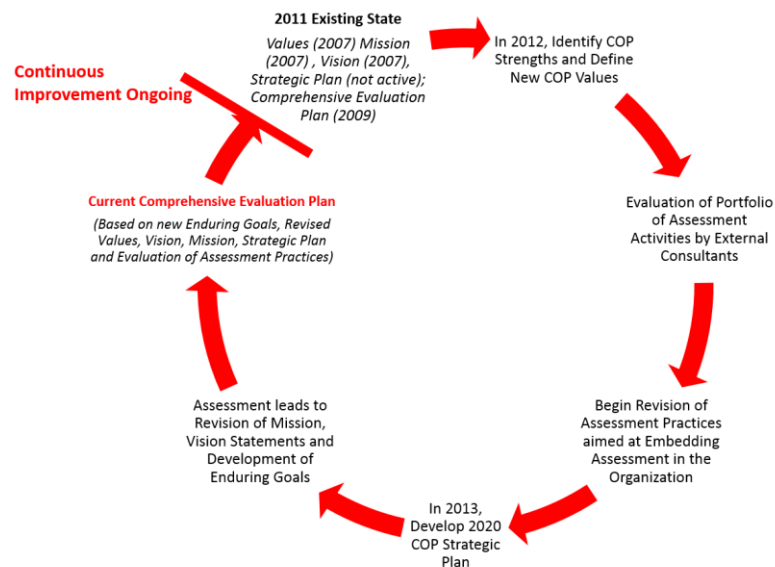 2011 Existing State
Values (2007) Mission
(2007) , Vision (2007),
Strategic Plan (not active);
Comprehensive Evaluation
Plan (2009)
In 2012, Identify COP
Strengths and Define
New COP Values
Evaluation of Portfolio
of Assessment
Activities by External
Consultants
Begin Revision of
Assessment Practices
aimed at Embedding
Assessment in the
Organization
In 2013,
Develop 2020
COP Strategic
Plan
Assessment leads to
Revision of Mission,
Vision Statements and
Development of
Enduring Goals
Current Comprehensive Evaluation Plan
(Based on new Enduring Goals, Revised
Values, Vision, Mission, Strategic Plan
and Evaluation of Assessment Practices)
Continuous
Improvement Ongoing